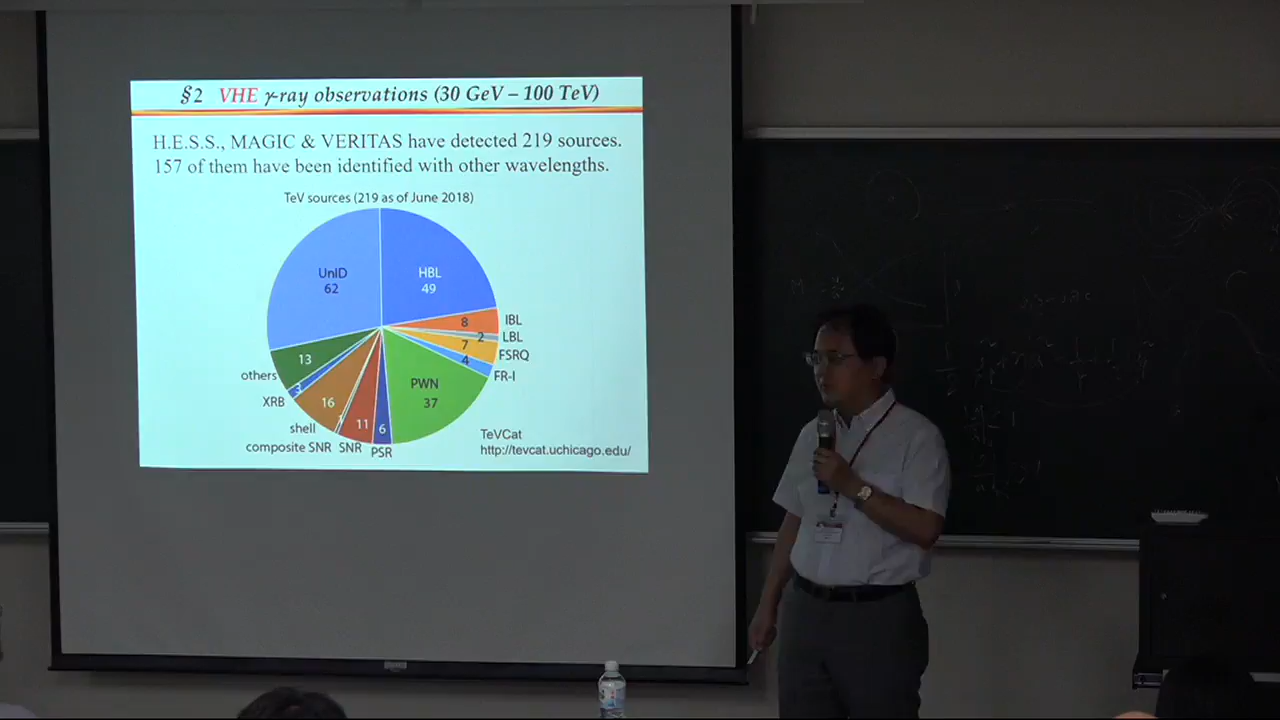 §2 VHE γ-ray observations (30 GeV – 100 TeV)
H.E.S.S., MAGIC & VERITAS have detected 219 sources.
157 of them have been identified with other wavelengths.
TeV sources (219 as of June 2018)
UnID
62
HBL
49
8
IBL
2
LBL
7
FSRQ
4
FR-I
PWN
37
13
others
3
XRB
16
shell
1
composite SNR
11
SNR
6
PSR
TeVCat
http://tevcat.uchicago.edu/